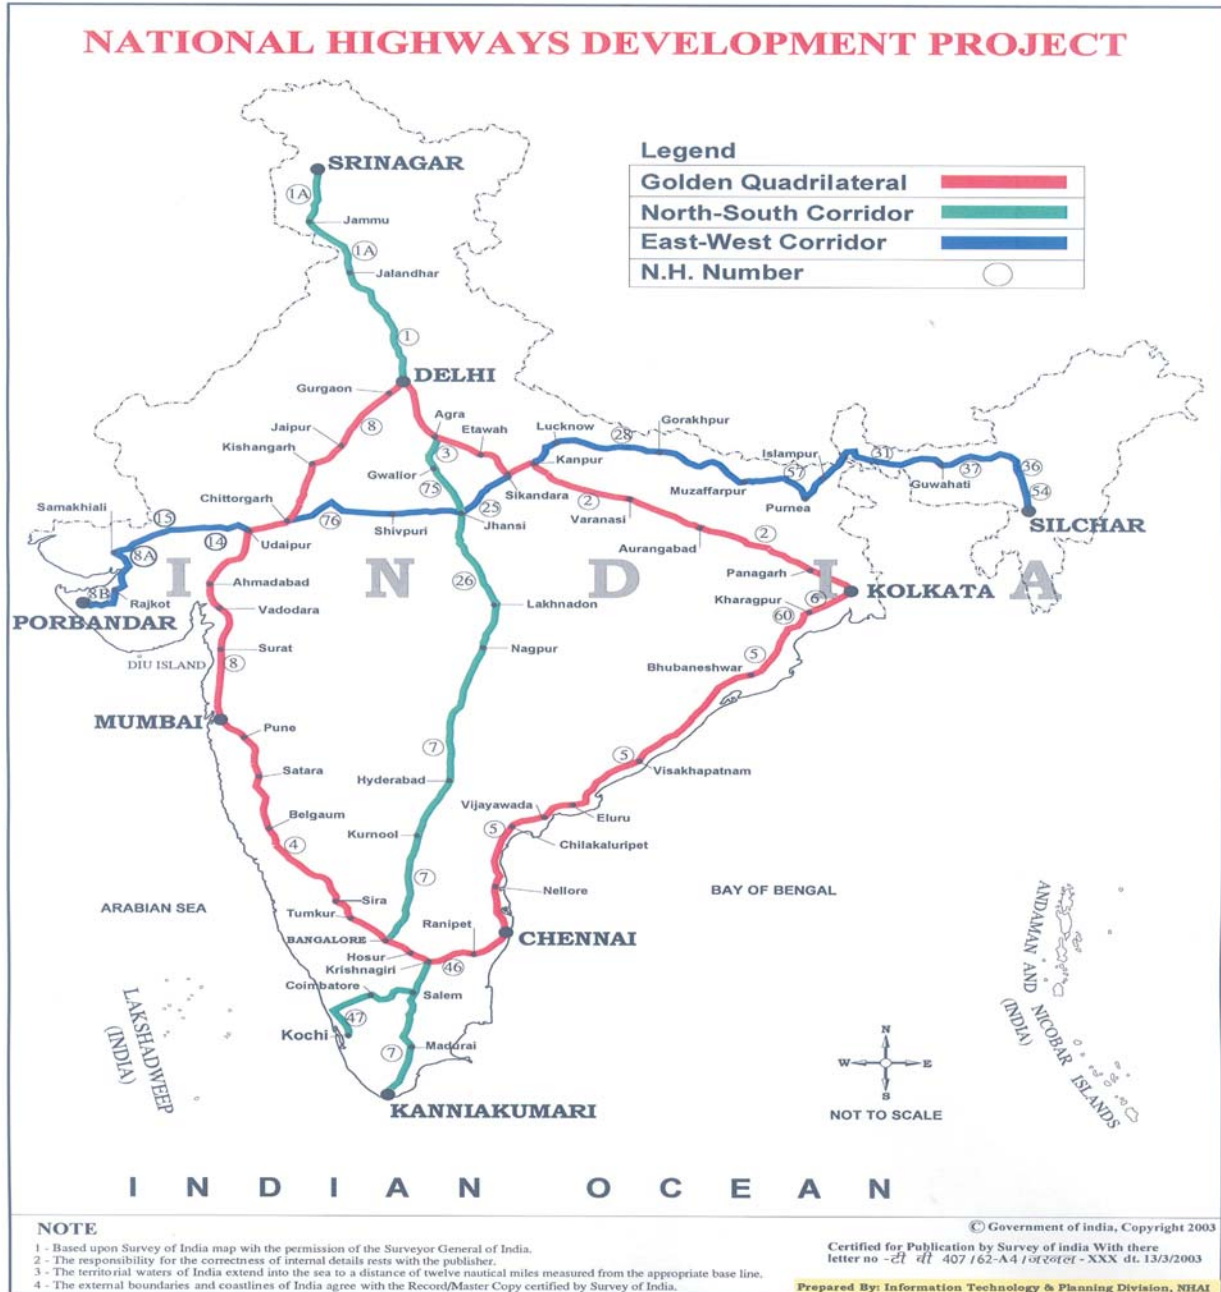 NATIONAL HIGHWAYS DEVELOPMENT PROJECT
Legend
Golden Quadrilateral
North-South Corridor
East-West Corridor
N.H. Number
SRINAGAR
1A
Jammu
1A
Jalandhar
1
DELHI
Gurgaon
Agra
Jaipur
8
Etawah
Lucknow
28
Gorakhpur
Kishangarh
3
Kanpur
Islampur
31
Gwalior
75
Sikandara
57
37
36
Guwahati
Muzaffarpur
Purnea
54
Chittorgarh
Samakhiali
15
76
25
2
Varanasi
SILCHAR
14
Udaipur
Shivpuri
Jhansi
Aurangabad
2
8A
I N D I A
Panagarh
KOLKATA
Ahmadabad
26
8B
Rajkot
Kharagpur
6
60
PORBANDAR
Vadodara
Lakhnadon
Surat
Nagpur
5
DIU ISLAND
8
Bhubaneshwar
MUMBAI
Pune
7
5
Satara
Hyderabad
Visakhapatnam
Belgaum
Vijayawada
Eluru
4
Kurnool
5
Chilakaluripet
7
Nellore
BAY OF BENGAL
ARABIAN SEA
Sira
Tumkur
Ranipet
BANGALORE
CHENNAI
Hosur
Krishnagiri
46
Coimbatore
Salem
47
Kochi
7
Madurai
KANNIAKUMARI
LAKSHADWEEP
(INDIA)
ANDAMAN AND NICOBAR ISLANDS
(INDIA)
N
W E
S
NOT TO SCALE
INDIAN OCEAN
NOTE
1 - Based upon Survey of India map wih the permission of the Surveyor General of India.
2 - The responsibility for the correctness of internal details rests with the publisher.
3 - The territorial waters of India extend into the sea to a distance of twelve nautical miles measured from the appropriate base line.
4 - The external boundaries and coastlines of India agree with the Record/Master Copy certified by Survey of India.
© Government of india, Copyright 2003
Certified for Publication by Survey of india With there
letter no -टी बी 407/62-A4/ - XXX dt. 13/3/2003
Prepared By: Information Technology & Planning Division, NHAI